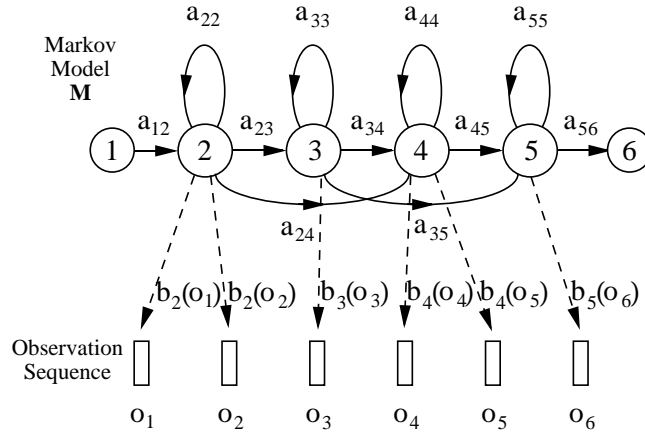 a22 a33 a44 a55
Markov
Model
M
a12 a23 a34 a45 a56
1 2 3 4 5 6
a24 a35
b2(o1) b2(o2) b3(o3) b4(o4) b4(o5) b5(o6)
Observation
Sequence
o1 o2 o3 o4 o5 o6